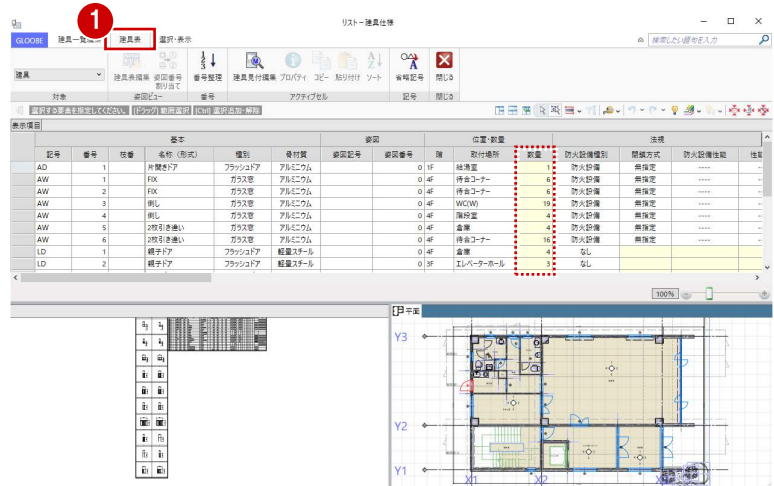 リスト－建具仕様
1
GLOOBE 建具一覧編集 建具表 選択・表示 検索したい語句を入力
建具
建具表編集 姿図番号割り当て 番号整理 建具見付編集 プロパティ コピー 貼り付け ソート 省略記号 閉じる
対象 姿図ビュー 番号 アクティブセル 記号 閉じる
選択する要素を指定してください。 [ドラッグ] 範囲選択 [Ctrl] 選択追加・解除
表示項目
基本 姿図 位置・数量 法規
記号 番号 枝番 名称（形式） 種別 骨材質 姿図記号 姿図番号 階 取付場所 数量 防火設備種別 閉鎖方式 防火設備性能
AD 1 片開きドア フラッシュドア アルミニウム 0 1F 給湯室 1 防火設備 無指定 ----
AW 1 FIX ガラス窓 アルミニウム 0 4F 待合コーナー 6 防火設備 無指定 ----
AW 2 FIX ガラス窓 アルミニウム 0 4F 待合コーナー 6 防火設備 無指定 ----
AW 3 倒し ガラス窓 アルミニウム 0 4F WC(W) 19 防火設備 無指定 ----
AW 4 倒し ガラス窓 アルミニウム 0 4F 階段室 4 防火設備 無指定 ----
AW 5 2枚引き違い ガラス窓 アルミニウム 0 4F 倉庫 4 防火設備 無指定 ----
AW 6 2枚引き違い ガラス窓 アルミニウム 0 4F 待合コーナー 16 防火設備 無指定 ----
LD 1 親子ドア フラッシュドア 軽量スチール 0 4F 倉庫 4 なし
LD 2 親子ドア フラッシュドア 軽量スチール 0 3F エレベーターホール 3 なし
100%
平面
Y3
Y2
Y1
X1 X2